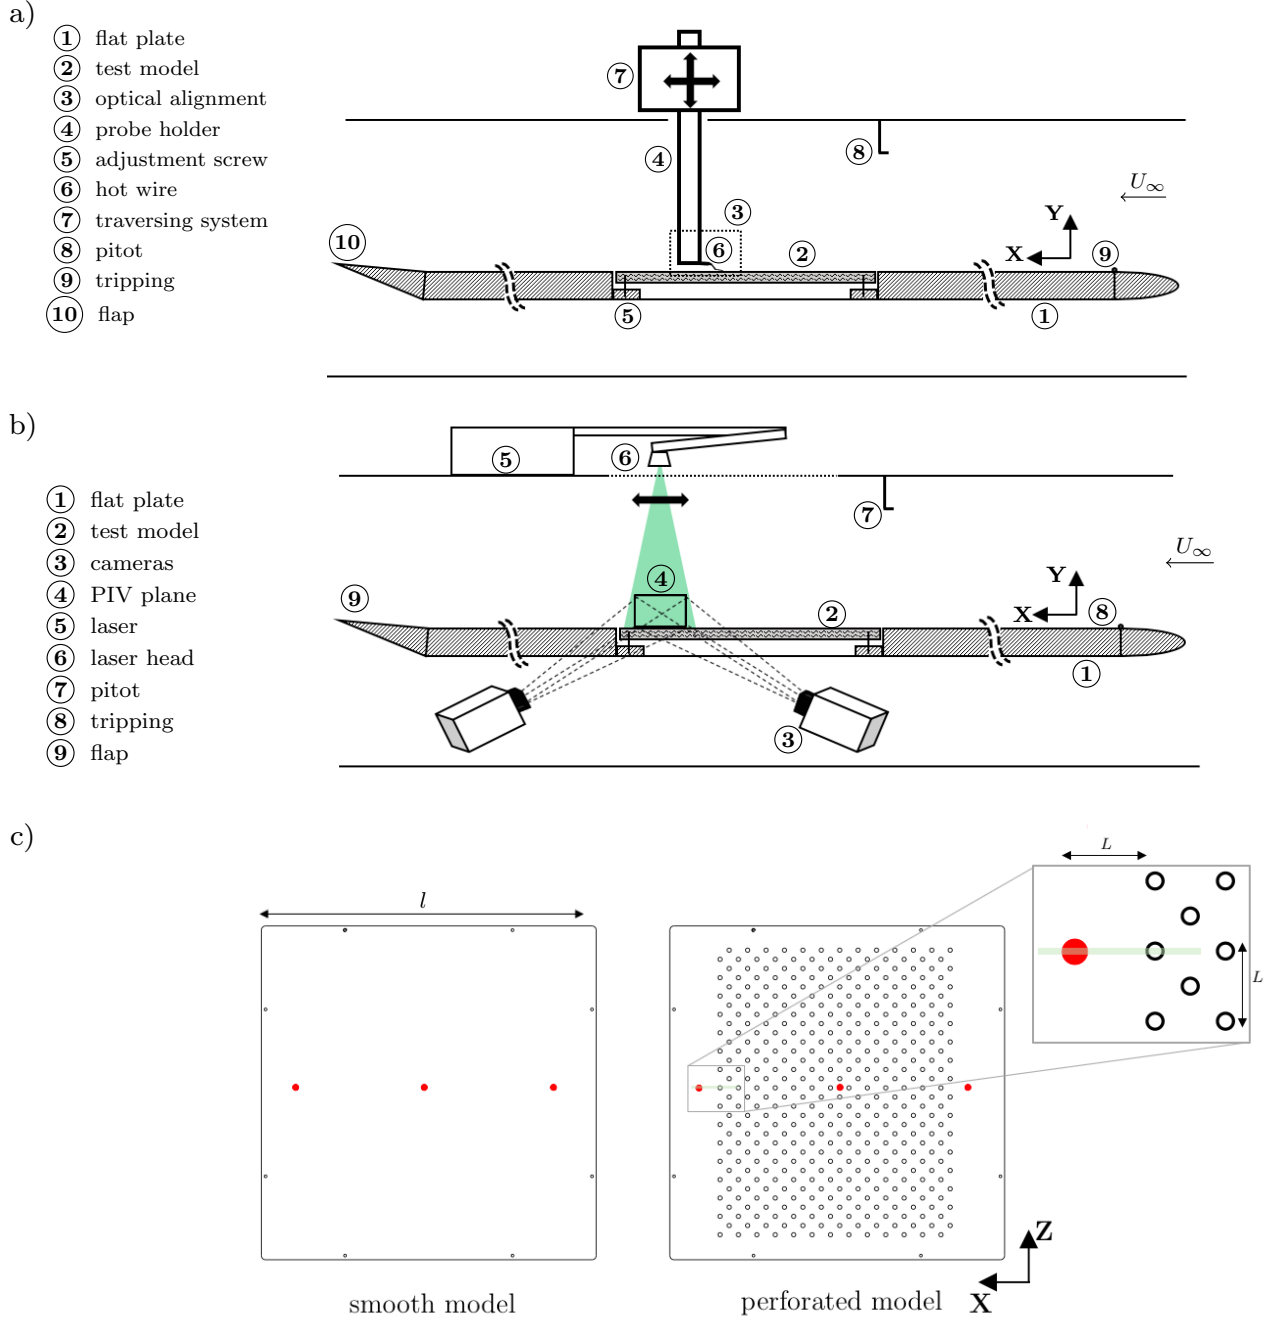 a)
1 flat plate
2 test model
3 optical alignment
4 probe holder
5 adjustment screw
6 hot wire
7 traversing system
8 pitot
9 tripping
10 flap
7
4
8
U∞
3
Y
10
6
2
X
9
5
1
b)
1 flat plate
2 test model
3 cameras
4 PIV plane
5 laser
6 laser head
7 pitot
8 tripping
9 flap
5
6
7
U∞
4
Y
9
2
X
8
1
3
c)
L
l
L
Z
X
smooth model
perforated model